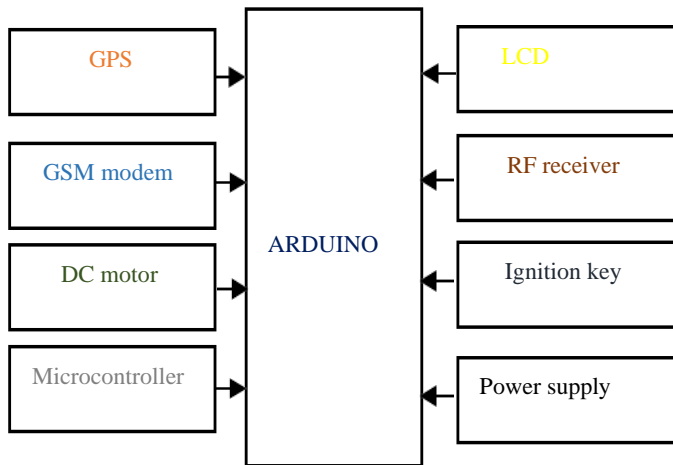 GPS
LCD
GSM modem
RF receiver
ARDUINO
DC motor
Ignition key
Microcontroller
Power supply